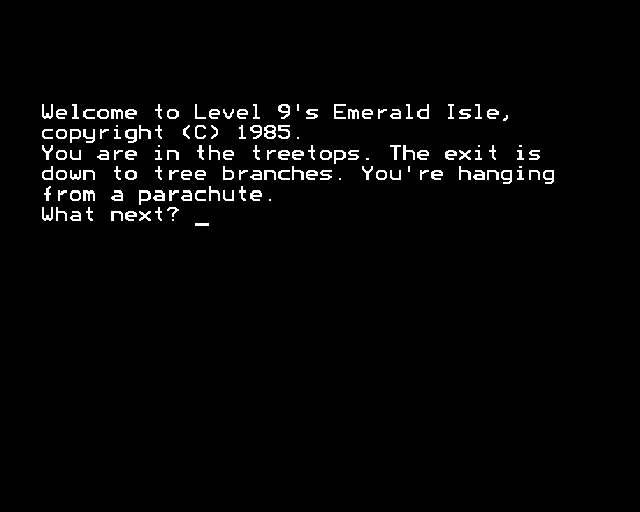 Welcome to Level 9's Emerald Isle,
copyright (C) 1985.
You are in the treetops. The exit is
down to tree branches. You're hanging
from a parachute.
What next? _